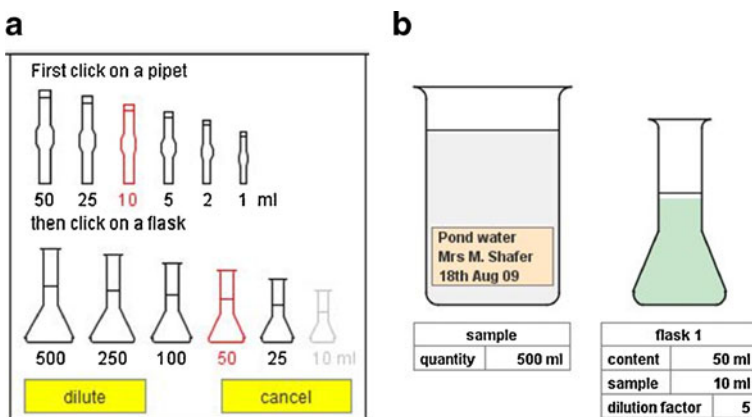 a
First click on a pipet
50 25 10 5 2 1 ml
then click on a flask
500 250 100 50 25 10 ml
dilute cancel
b
Pond water
Mrs M. Shafer
18th Aug 09
sample
quantity 500 ml
flask 1
content 50 ml
sample 10 ml
dilution factor 5